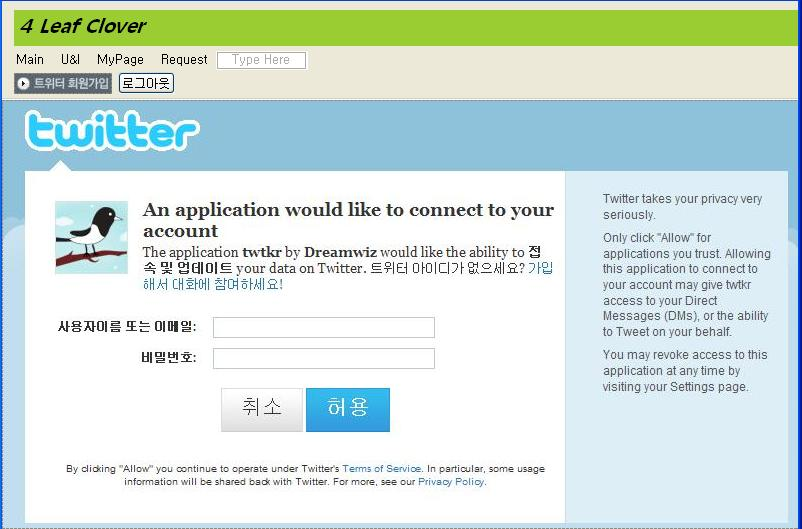 4 Leaf Clover
Main U&I MyPage Request Type Here
트위터 회원가입 로그아웃
twitter
An application would like to connect to your
account
The application twtkr by Dreamwiz would like the ability to 접
속 및 업데이트 your data on Twitter. 트위터 아이디가 없으세요? 가입
해서 대화에 참여하세요!
사용자이름 또는 이메일:
비밀번호:
취소 허용
By clicking "Allow" you continue to operate under Twitter's Terms of Service. In particular, some usage
information will be shared back with Twitter. For more, see our Privacy Policy.
Twitter takes your privacy very
seriously.
Only click "Allow" for
applications you trust. Allowing
this application to connect to
your account may give twtkr
access to your Direct
Messages (DMs), or the ability
to Tweet on your behalf.
You may revoke access to this
application at any time by
visiting your Settings page.